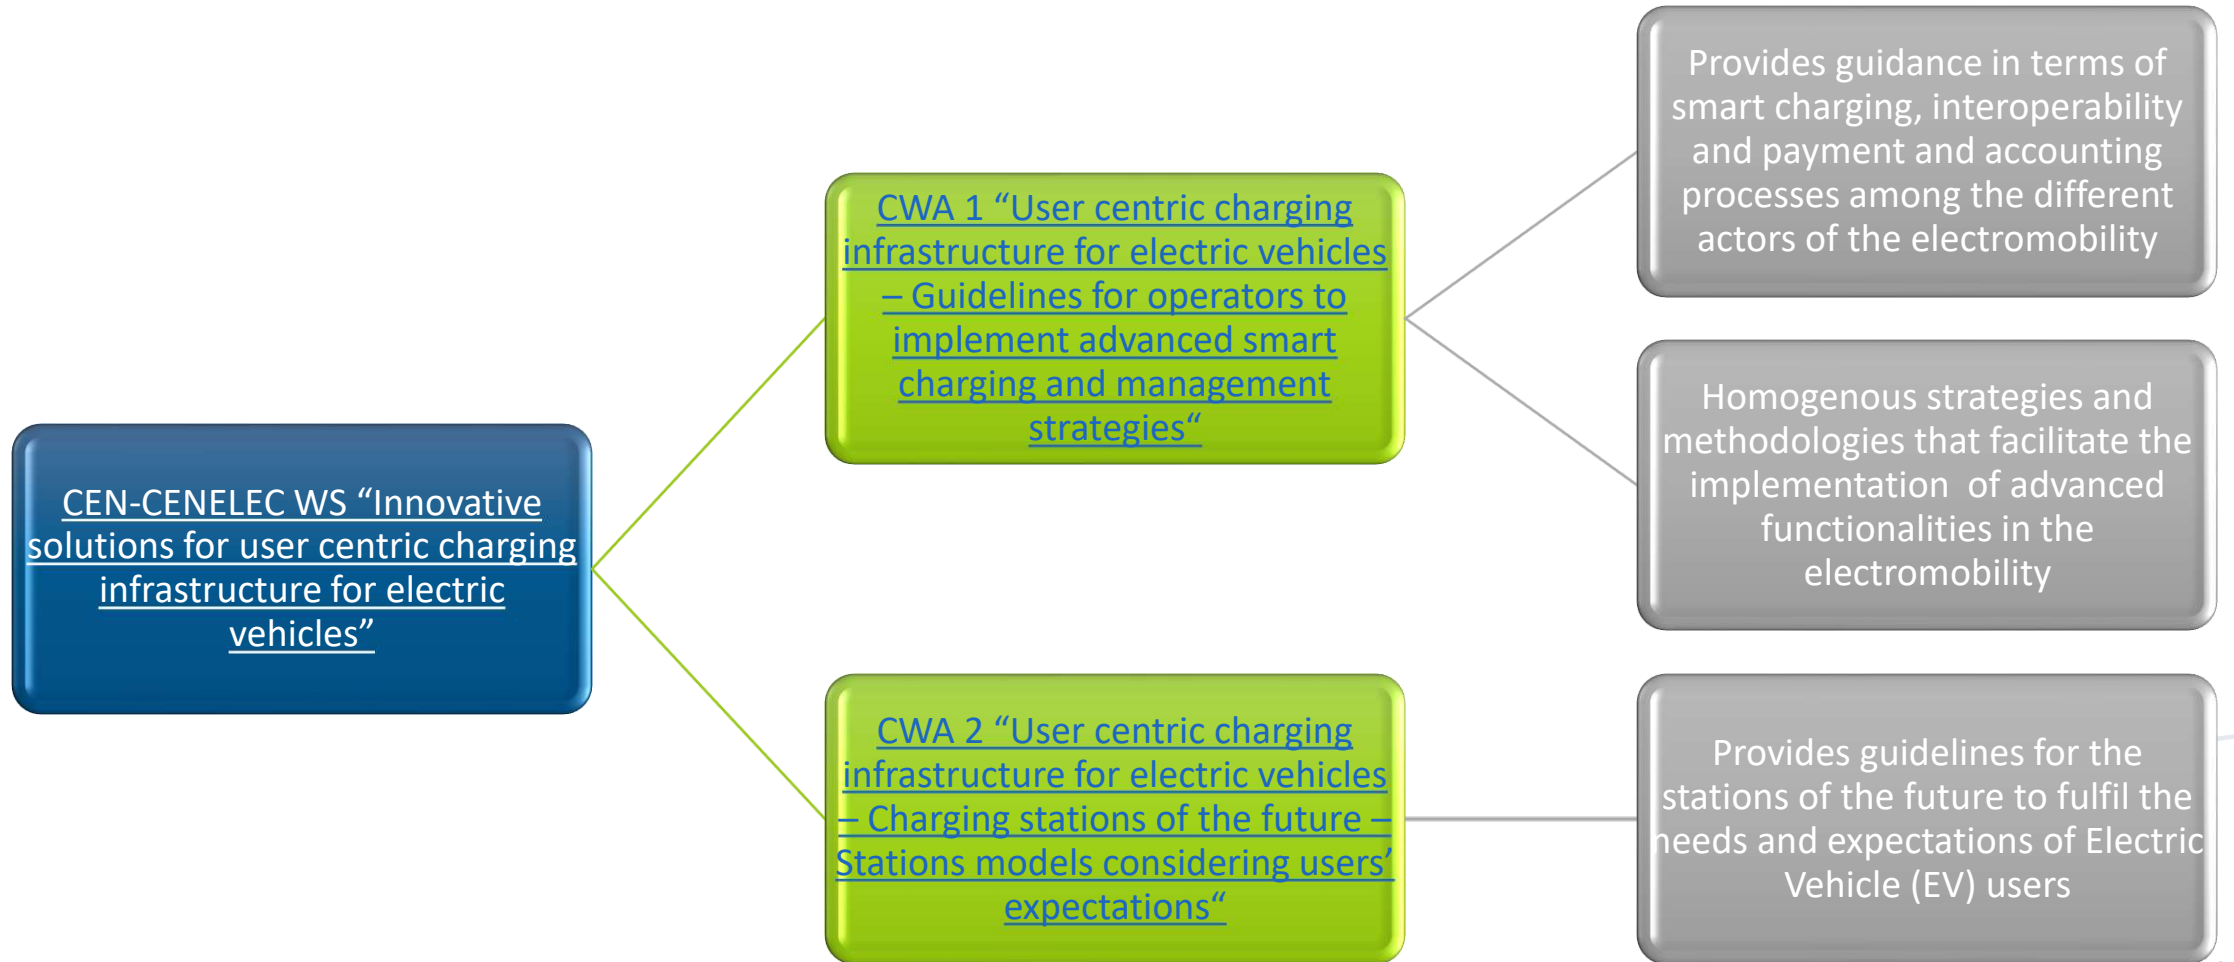 CEN-CENELEC WS “Innovative
solutions for user centric charging
infrastructure for electric
vehicles”
CWA 1 “User centric charging
infrastructure for electric vehicles
– Guidelines for operators to
implement advanced smart
charging and management
strategies“
Provides guidance in terms of
smart charging, interoperability
and payment and accounting
processes among the different
actors of the electromobility
Homogenous strategies and
methodologies that facilitate the
implementation of advanced
functionalities in the
electromobility
CWA 2 “User centric charging
infrastructure for electric vehicles
– Charging stations of the future –
Stations models considering users’
expectations“
Provides guidelines for the
stations of the future to fulfil the
needs and expectations of Electric
Vehicle (EV) users